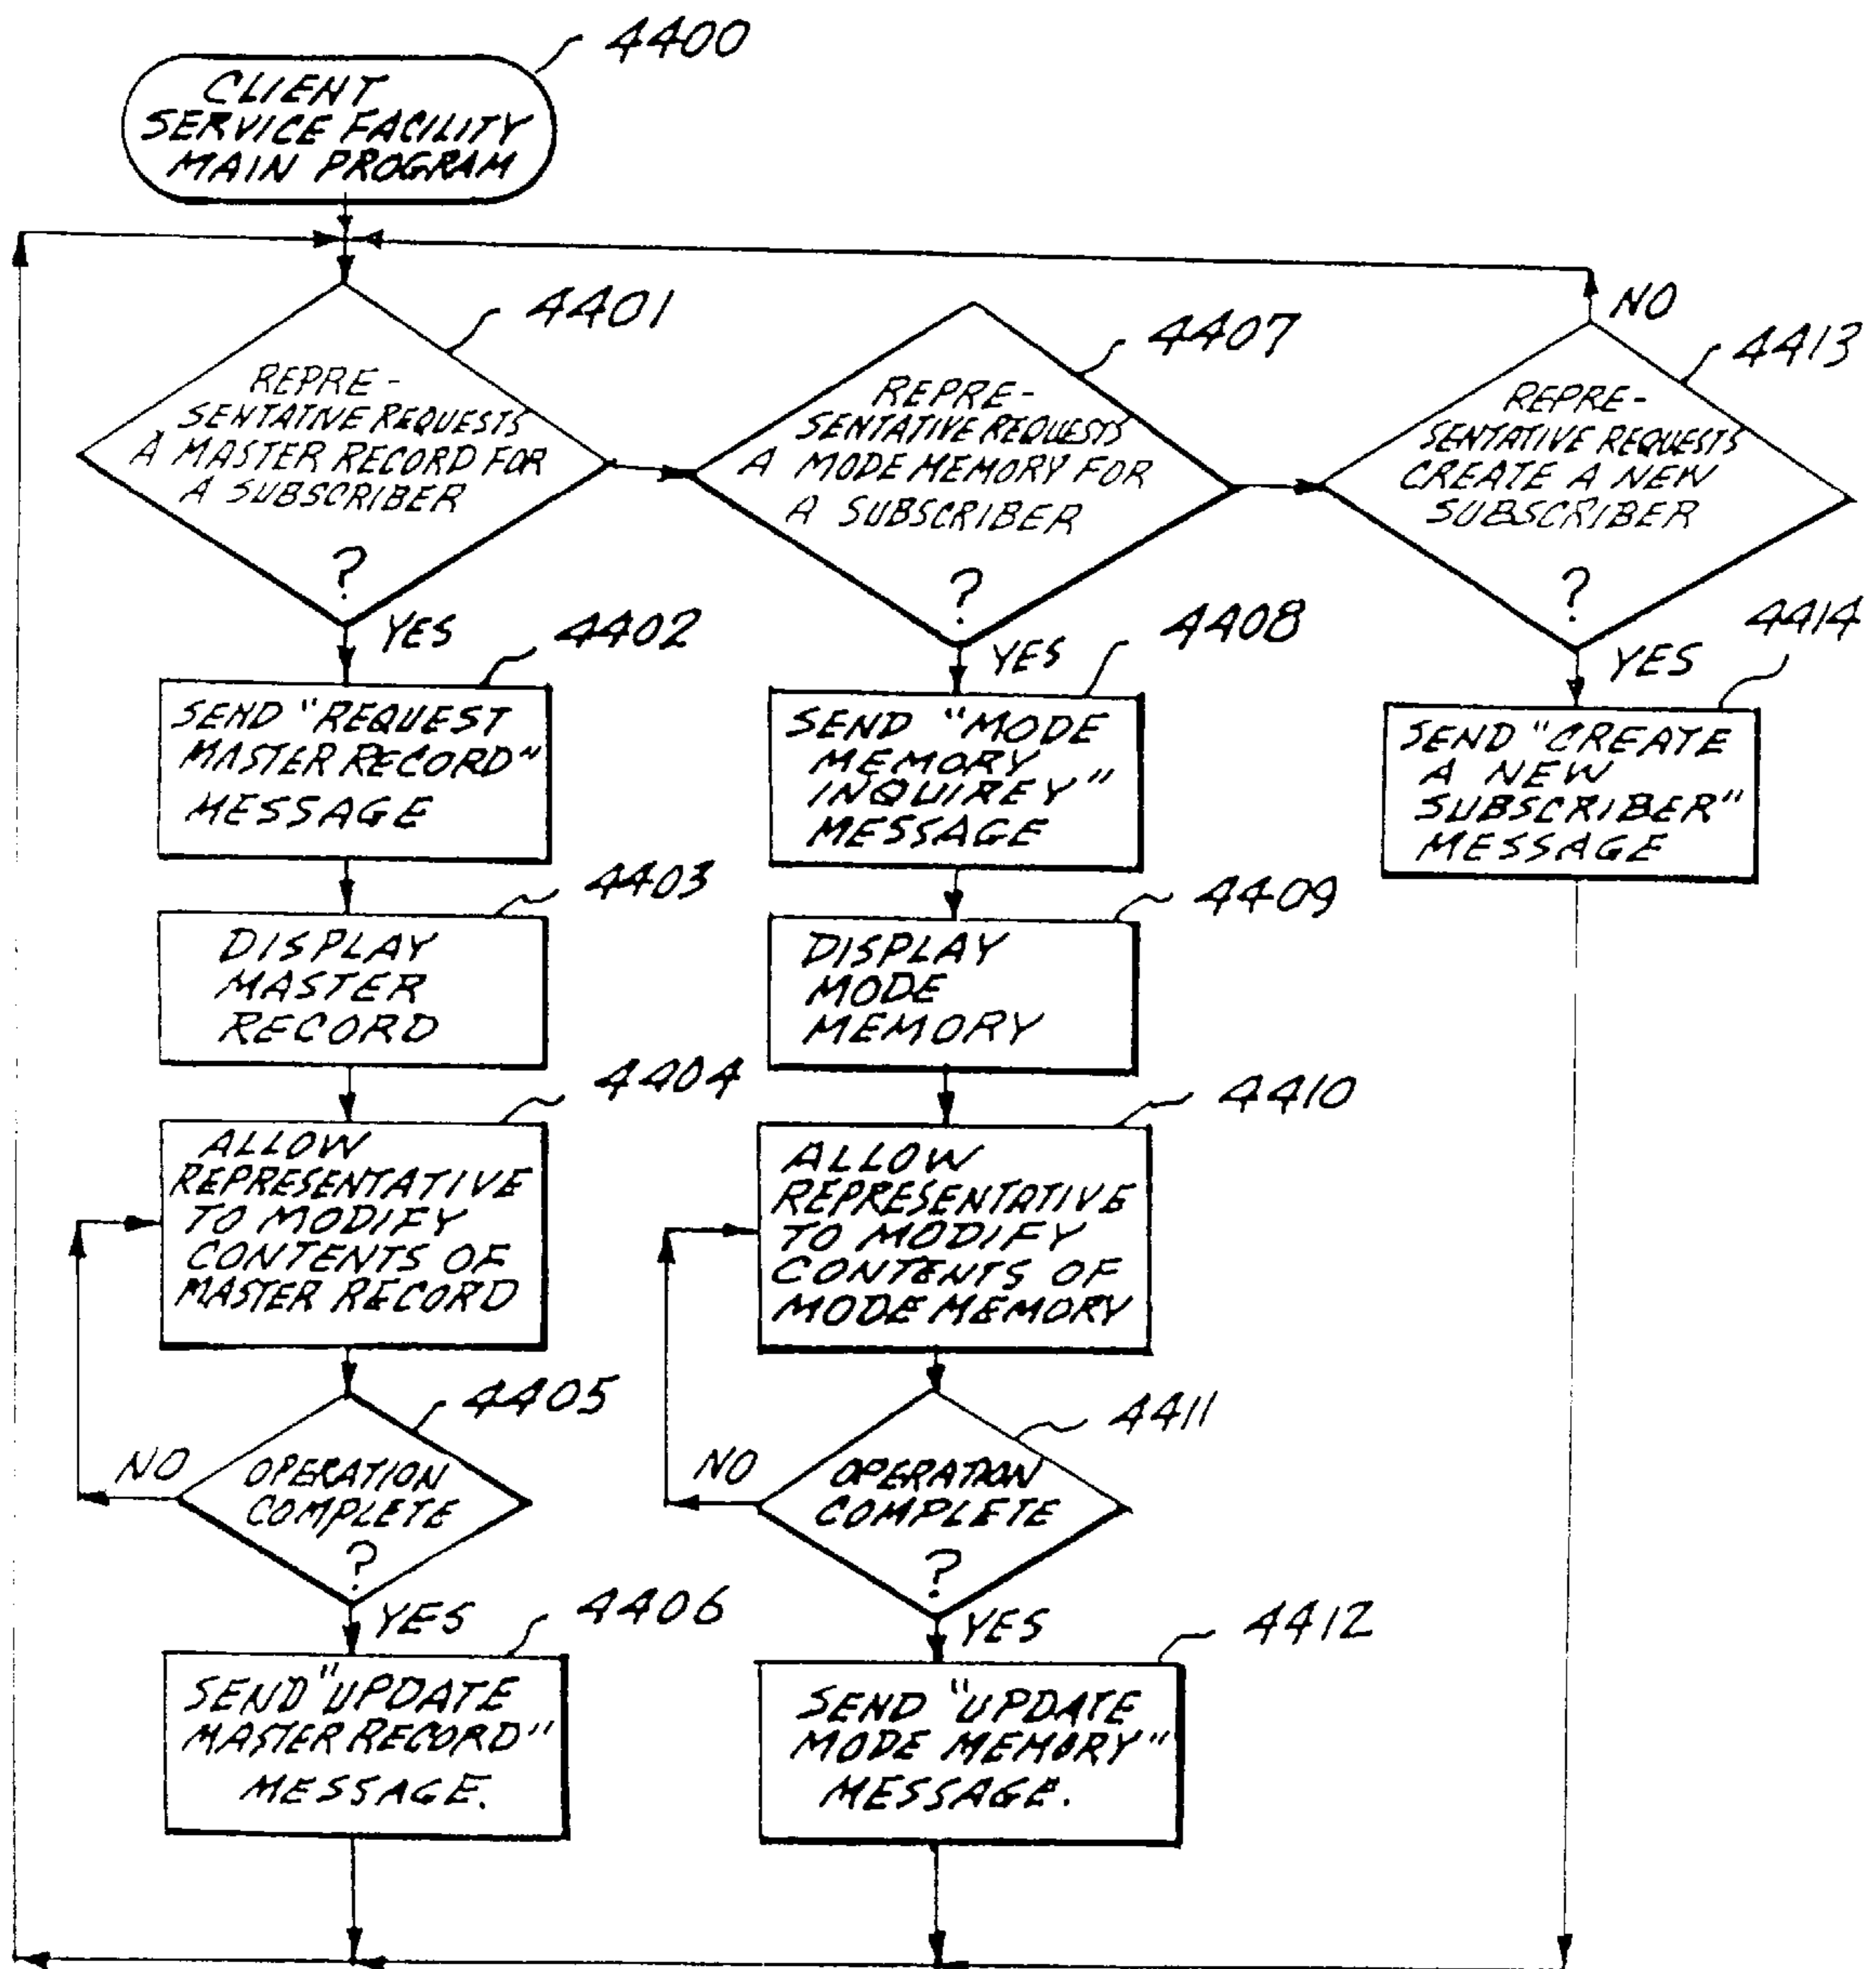 4400
CLIENT
SERVICE FACILITY
MAIN PROGRAM
4401
REPRE-
SENTATIVE REQUESTS
A MASTER RECORD FOR
A SUBSCRIBER
?
YES
4402
SEND "REQUEST
MASTER RECORD"
MESSAGE
4403
DISPLAY
MASTER
RECORD
4404
ALLOW
REPRESENTATIVE
TO MODIFY
CONTENTS OF
MASTER RECORD
4405
NO
OPERATION
COMPLETE
?
YES
4406
SEND "UPDATE
MASTER RECORD"
MESSAGE.
4407
REPRE-
SENTATIVE REQUESTS
A MODE MEMORY FOR
A SUBSCRIBER
?
YES
4408
SEND "MODE
MEMORY
INQUIREY"
MESSAGE
4409
DISPLAY
MODE
MEMORY
4410
ALLOW
REPRESENTATIVE
TO MODIFY
CONTENTS OF
MODE MEMORY
4411
NO
OPERATION
COMPLETE
?
YES
4412
SEND "UPDATE
MODE MEMORY"
MESSAGE.
NO
4413
REPRE-
SENTATIVE REQUESTS
CREATE A NEW
SUBSCRIBER
?
YES
4414
SEND "CREATE
A NEW
SUBSCRIBER"
MESSAGE